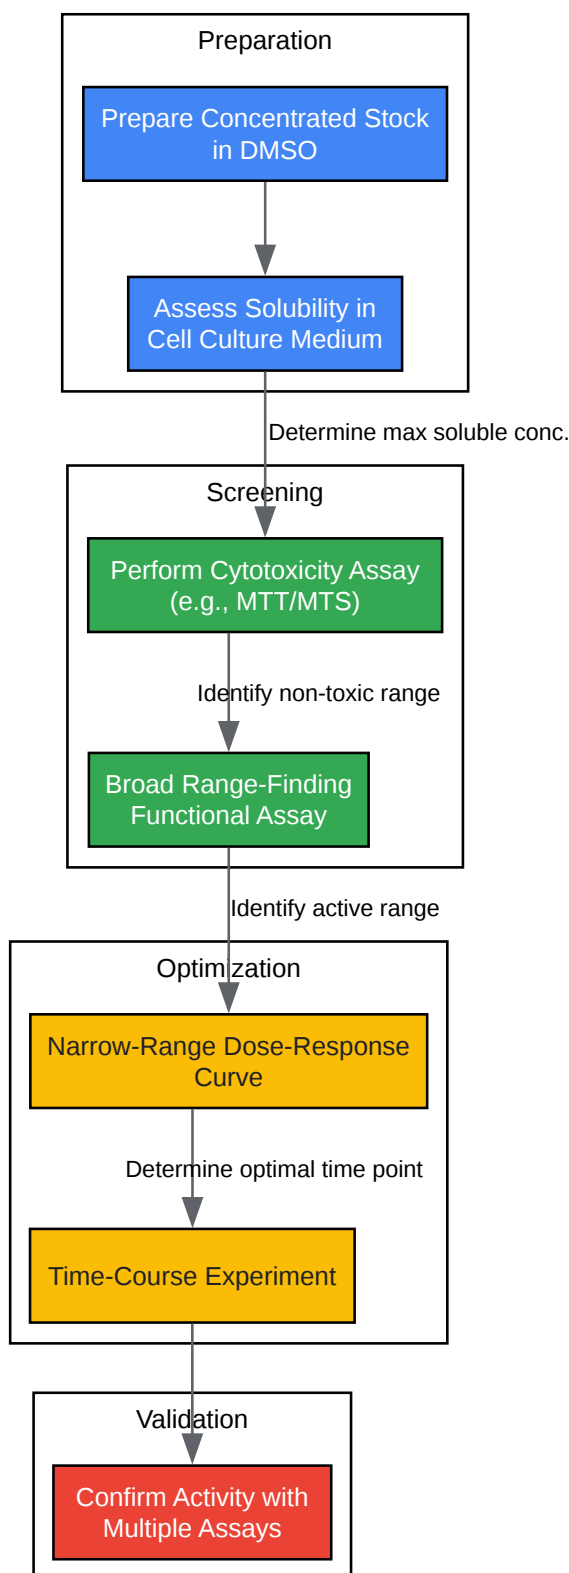 Preparation
Prepare Concentrated Stock
in DMSO
Assess Solubility in
Cell Culture Medium
Determine max soluble conc.
Screening
Perform Cytotoxicity Assay
(e.g., MTT/MTS)
Identify non-toxic range
Broad Range-Finding
Functional Assay
Identify active range
Optimization
Narrow-Range Dose-Response
Curve
Determine optimal time point
Time-Course Experiment
Validation
Confirm Activity with
Multiple Assays